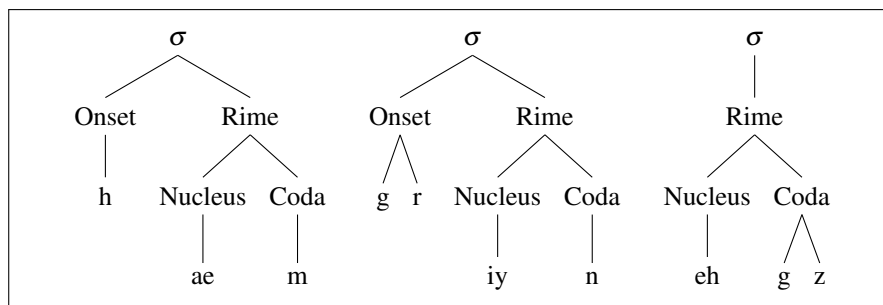 σ σ σ
Onset Rime Onset Rime Rime
h Nucleus Coda g r Nucleus Coda Nucleus Coda
ae m iy n eh g z